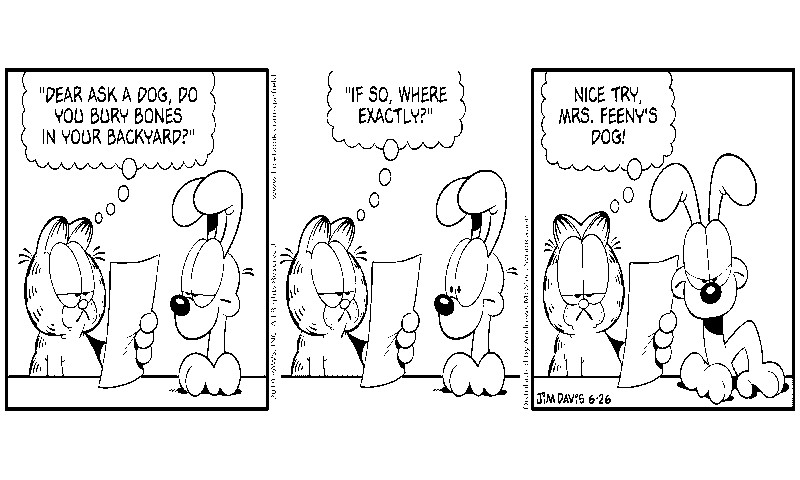 "DEAR ASK A DOG, DO
YOU BURY BONES
IN YOUR BACKYARD?"
"IF SO, WHERE
EXACTLY?"
NICE TRY,
MRS. FEENY'S
DOG!
JIM DAVIS 6-26